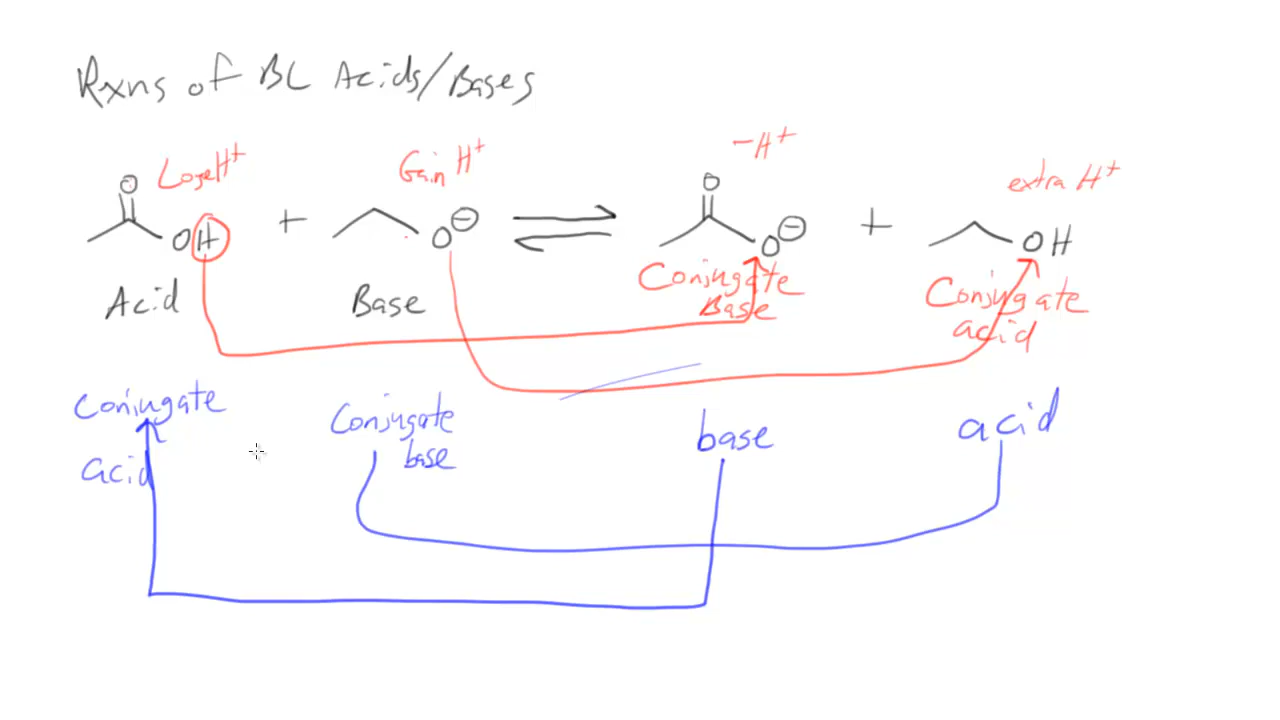 Rxns of BL Acids/Bases
Lose H+ Gain H+ -H+ extra H+
O OH + O⊖ ⇌ O O⊖ + OH
Acid Base Conjugate Base Conjugate acid
Conjugate acid Conjugate base base acid